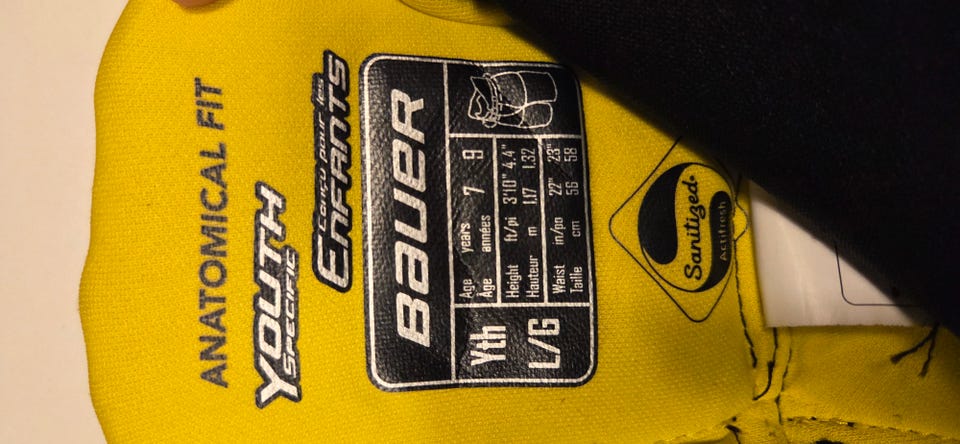 ANATOMICAL FIT
YOUTH
SPECIFIC
Conçu pour les
ENFANTS
BAUER
Yth
L/G
Age years 7 9
Âge années
Height ft/pi 3'10" 4.4"
Hauteur m 1.17 1.32
Waist in/po 22" 23"
Taille cm 56 58
Sanitized®
Actifresh